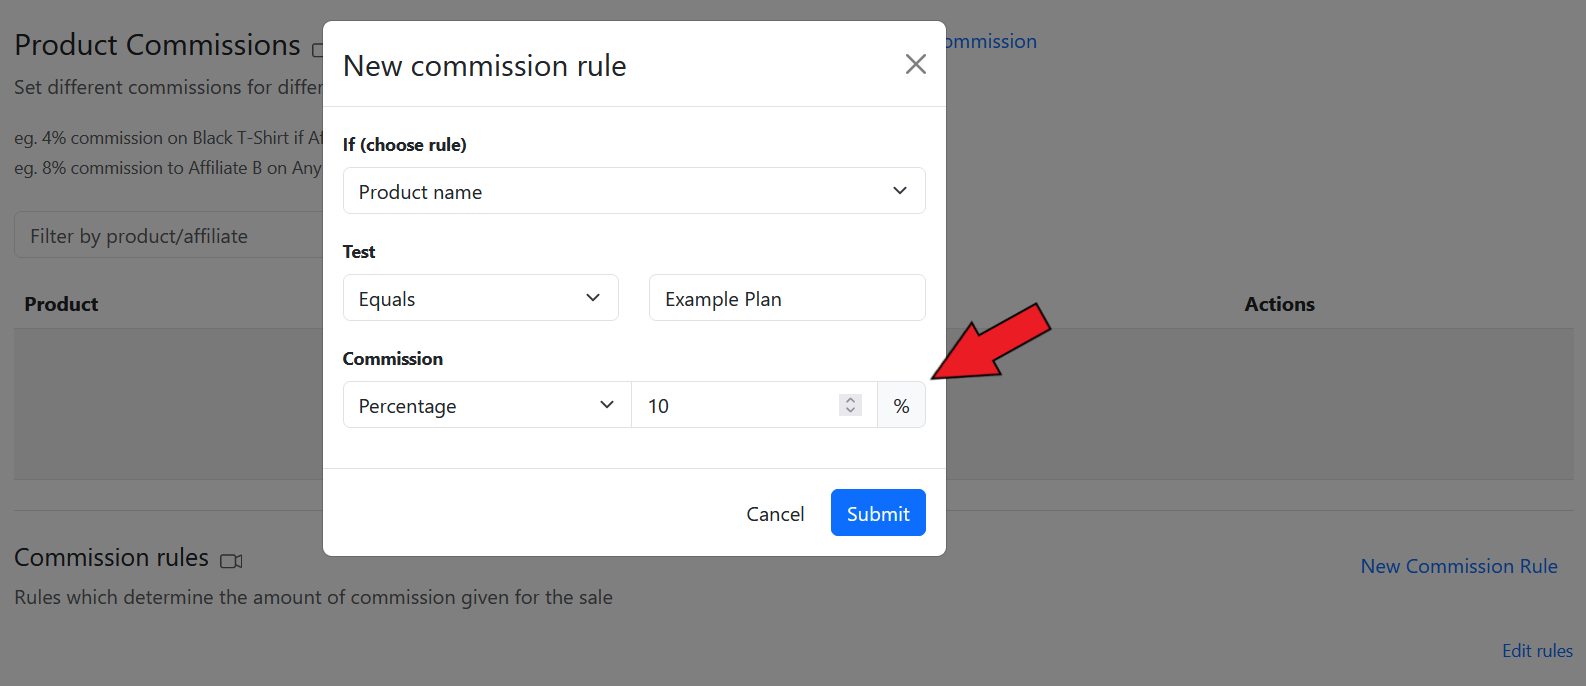 Product Commissions
ommission
Set different commissions for differ
eg. 4% commission on Black T-Shirt if Af
eg. 8% commission to Affiliate B on Any
Filter by product/affiliate
Product
Actions
New commission rule
If (choose rule)
Product name
Test
Equals
Example Plan
Commission
Percentage
10
%
Cancel
Submit
Commission rules
New Commission Rule
Rules which determine the amount of commission given for the sale
Edit rules